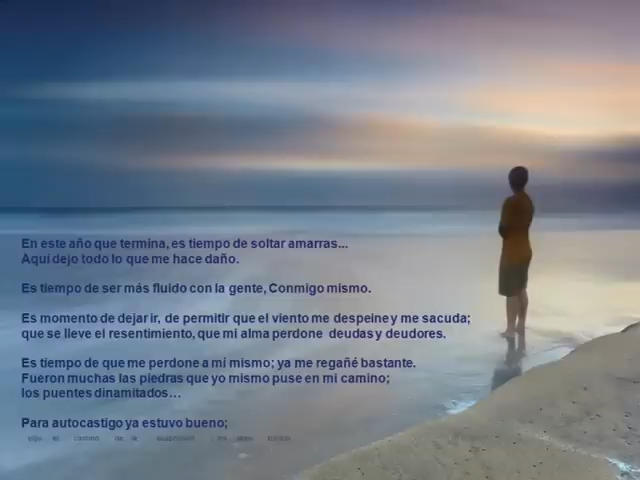 En este año que termina, es tiempo de soltar amarras...
Aquí dejo todo lo que me hace daño.
Es tiempo de ser más fluido con la gente, Conmigo mismo.
Es momento de dejar ir, de permitir que el viento me despeine y me sacuda;
que se lleve el resentimiento, que mi alma perdone deudas y deudores.
Es tiempo de que me perdone a mi mismo; ya me regañé bastante.
Fueron muchas las piedras que yo mismo puse en mi camino;
los puentes dinamitados...
Para autocastigo ya estuvo bueno;